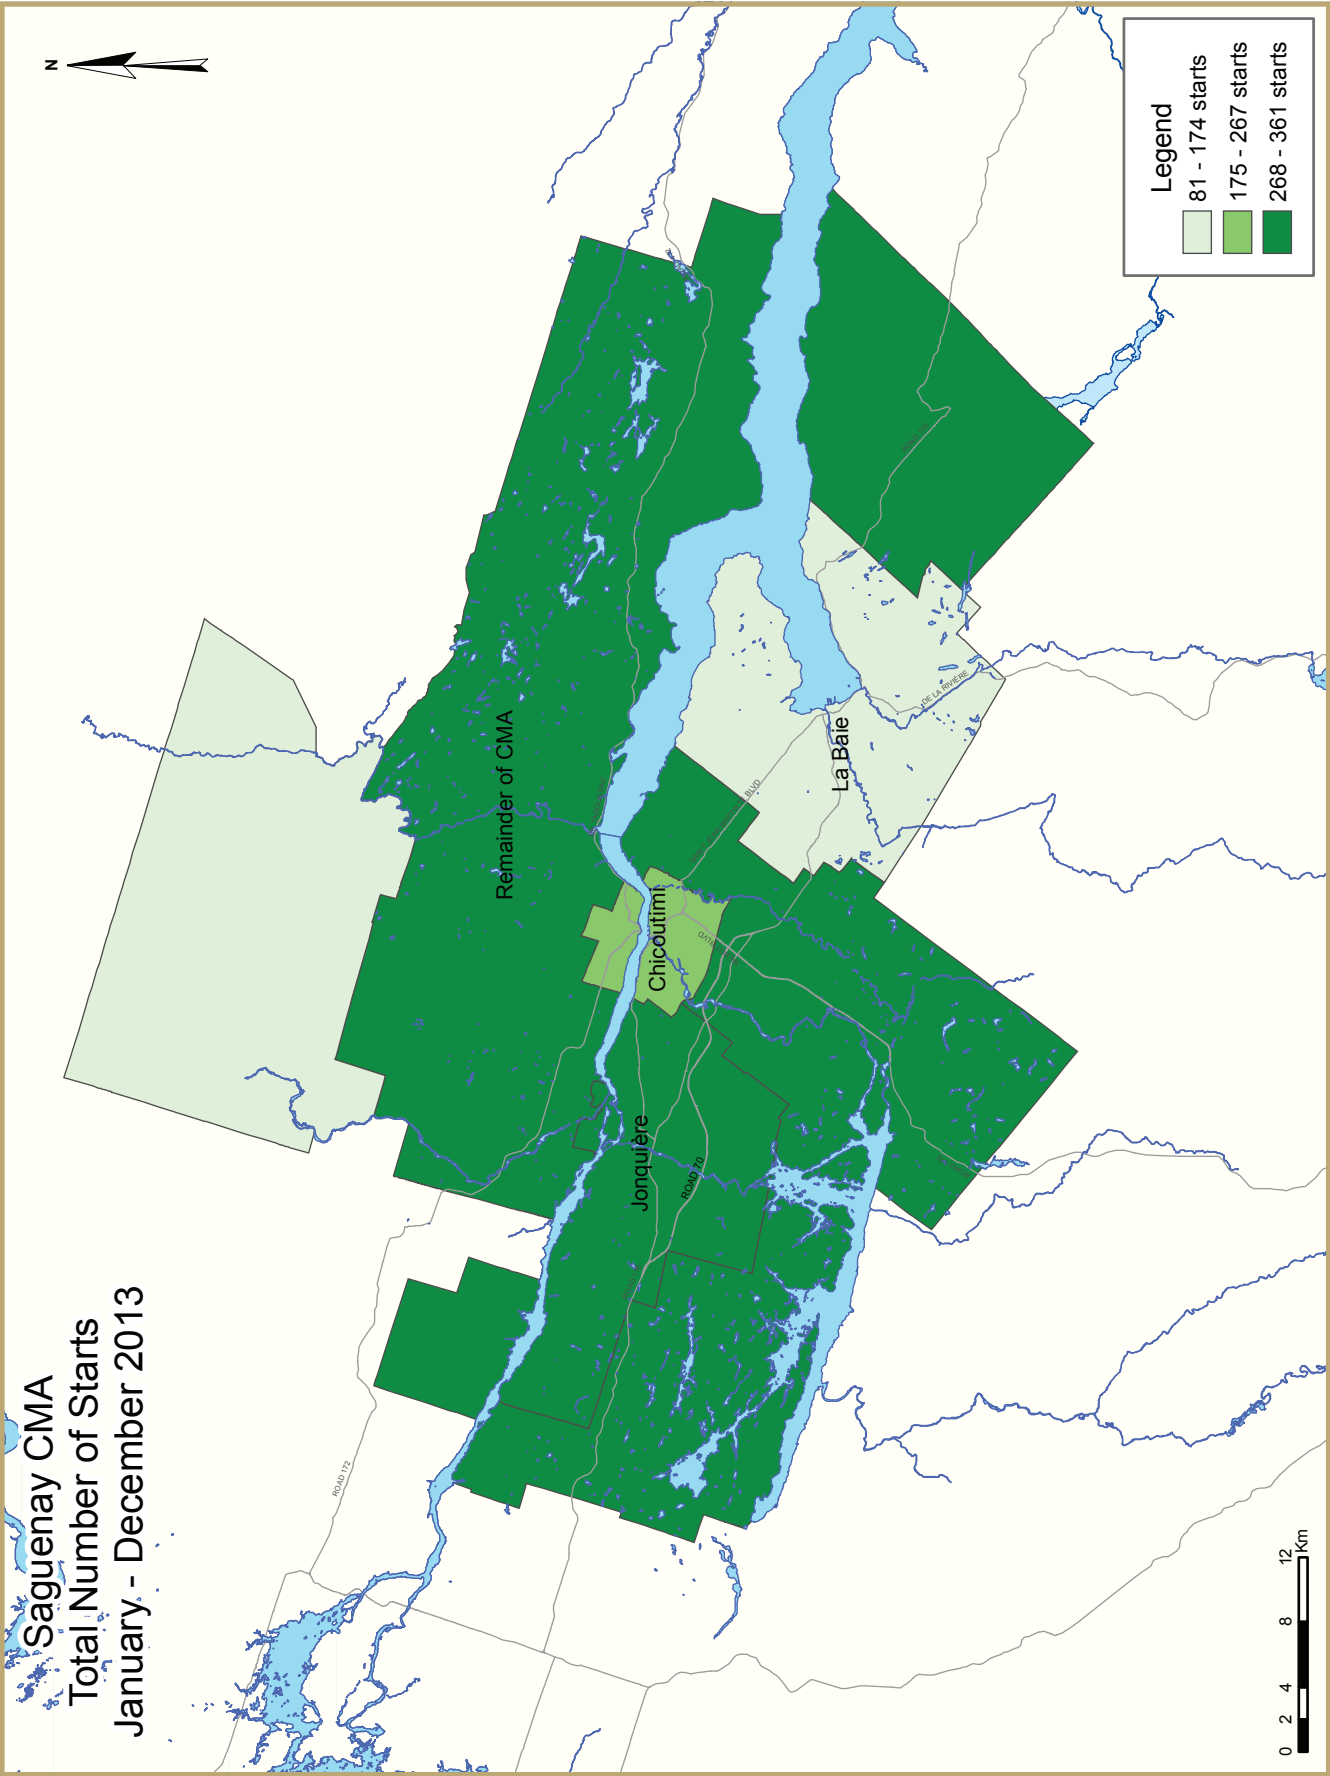 Saguenay CMA
Total Number of Starts
January - December 2013
N
ROAD 172
Remainder of CMA
Chicoutimi
BLVD
BLVD
Jonquière
ROAD 70
La Baie
DE LA RIVIÈRE
Legend
81 - 174 starts
175 - 267 starts
268 - 361 starts
0 2 4 8 12
Km